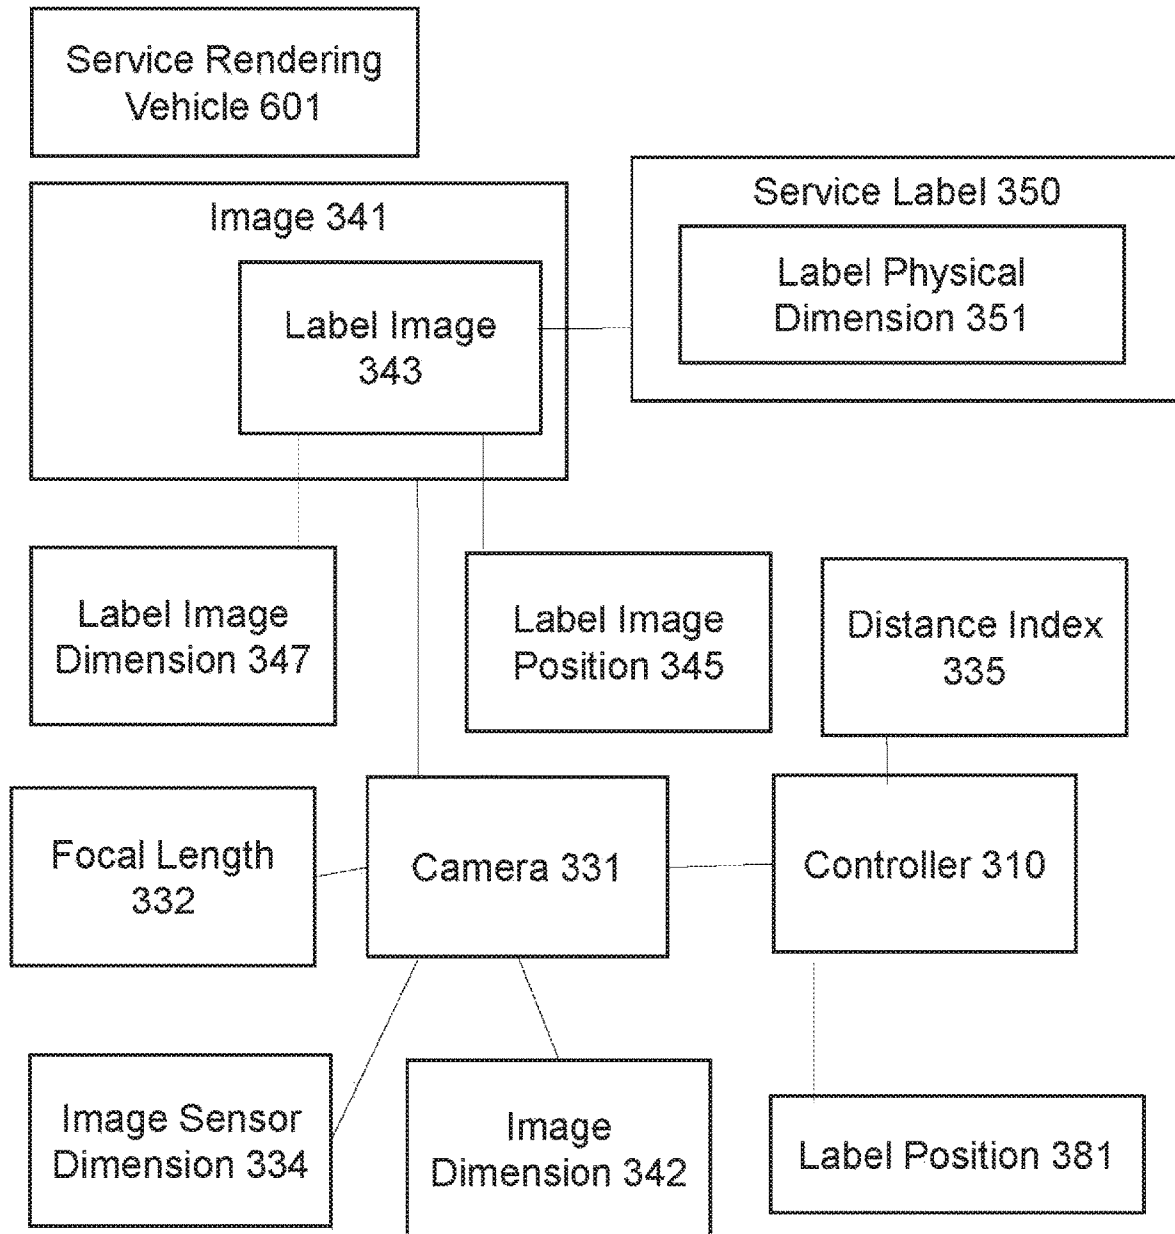 Service Rendering
Vehicle 601
Image 341
Label Image
343
Service Label 350
Label Physical
Dimension 351
Label Image
Dimension 347
Label Image
Position 345
Distance Index
335
Focal Length
332
Camera 331
Controller 310
Image Sensor
Dimension 334
Image
Dimension 342
Label Position 381